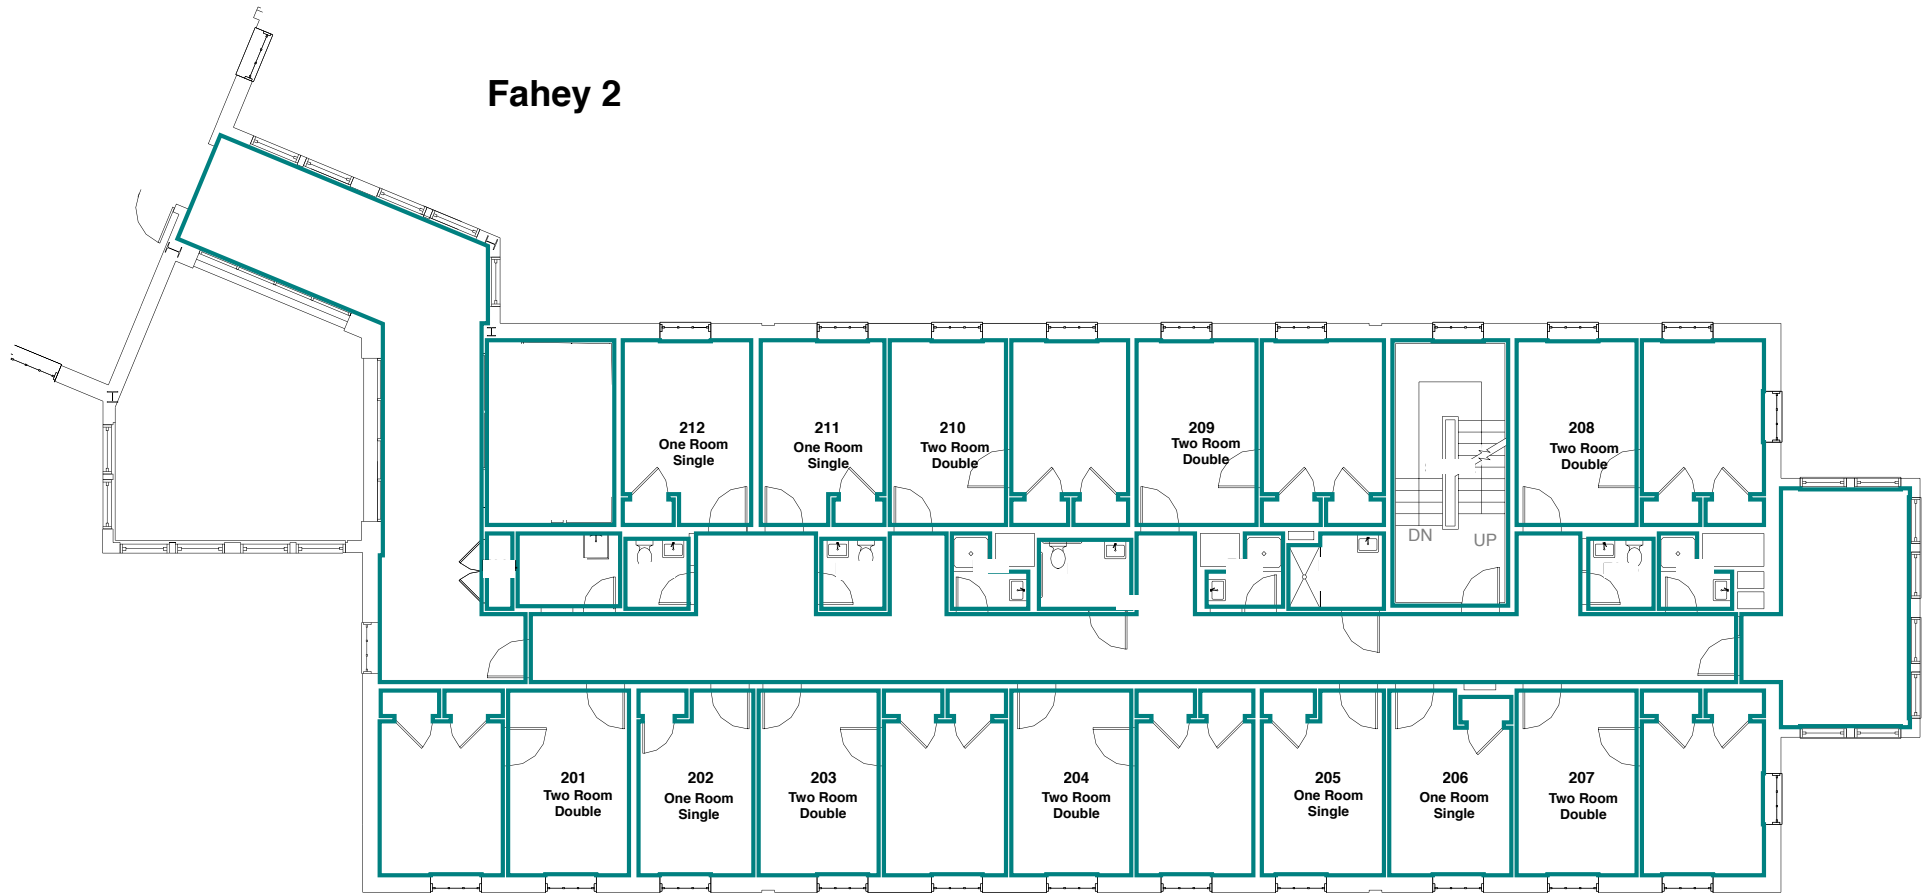 Fahey 2
212
One Room
Single
211
One Room
Single
210
Two Room
Double
209
Two Room
Double
208
Two Room
Double
DN
UP
201
Two Room
Double
202
One Room
Single
203
Two Room
Double
204
Two Room
Double
205
One Room
Single
206
One Room
Single
207
Two Room
Double